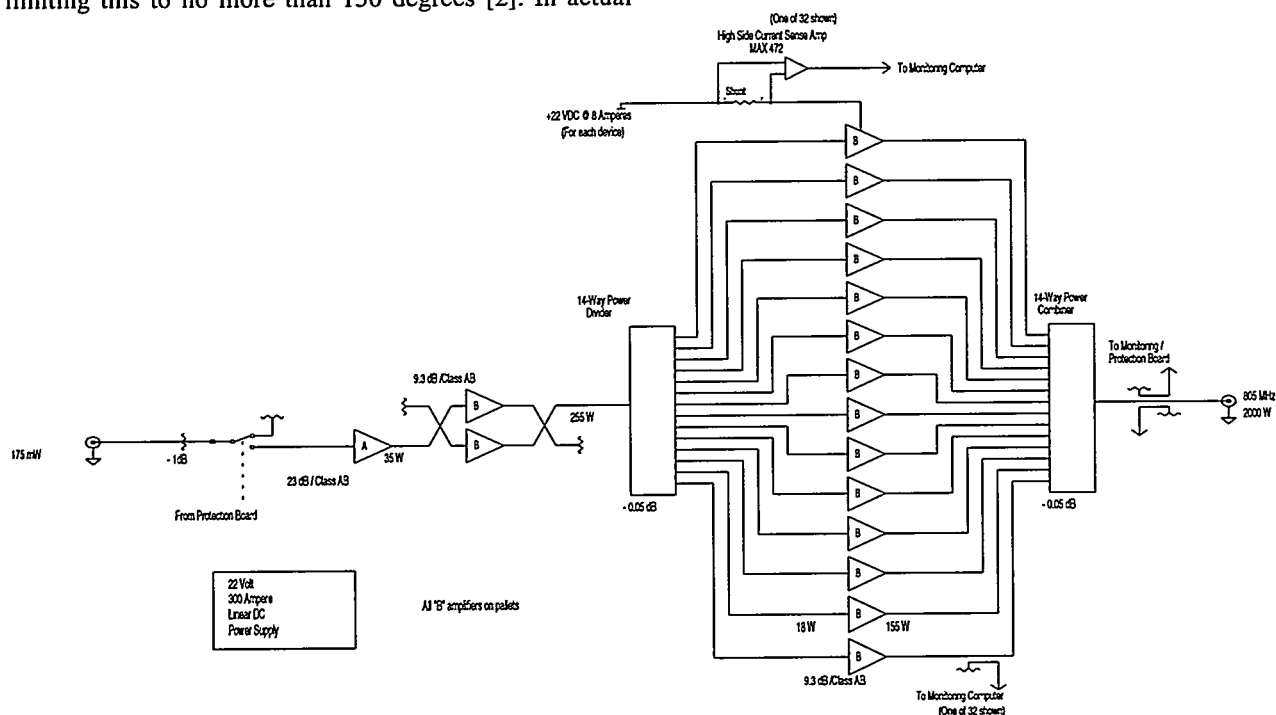 limiting this to no more than 150 degrees [2]. In actual
(One of 32 shown)
High Side Current Sense Amp
MAX 472
To Monitoring Computer
Shunt
+22 VDC @ 8 Amperes
(For each device)
B
B
B
B
B
B
B
B
B
B
B
B
B
B
14-Way Power
Divider
14-Way Power
Combiner
To Monitoring /
Protection Board
805 MHz
2000 W
9.3 dB /Class AB
B
B
255 W
175 mW
- 1dB
A
35 W
23 dB / Class AB
From Protection Board
- 0.05 dB
- 0.05 dB
22 Volt
300 Ampere
Linear DC
Power Supply
All "B" amplifiers on pallets
18 W
155 W
9.3 dB /Class AB
To Monitoring Computer
(One of 32 shown)